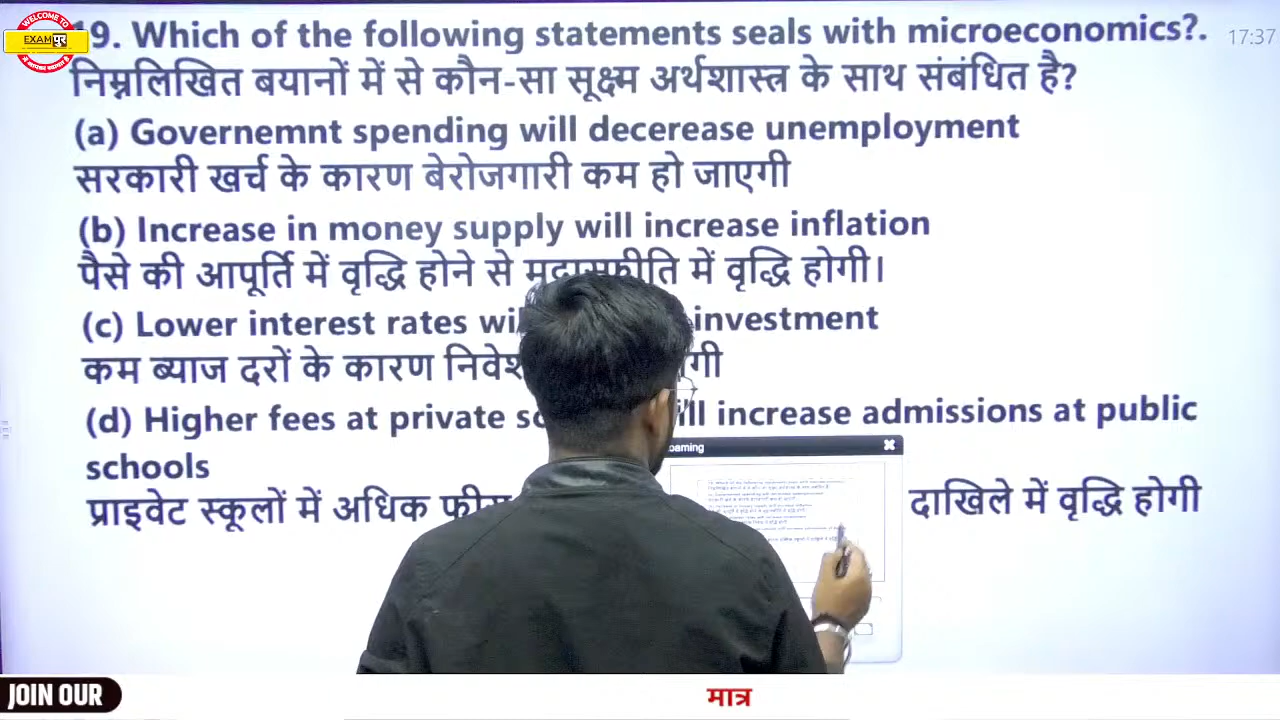 WELCOME TO
EXAM पुर
19. Which of the following statements seals with microeconomics?.
17:37
निम्नलिखित बयानों में से कौन-सा सूक्ष्म अर्थशास्त्र के साथ संबंधित है?
(a) Governemnt spending will decerease unemployment
सरकारी खर्च के कारण बेरोजगारी कम हो जाएगी
(b) Increase in money supply will increase inflation
पैसे की आपूर्ति में वृद्धि होने से मुद्रास्फीति में वृद्धि होगी।
(c) Lower interest rates investment
कम ब्याज दरों के कारण
(d) Higher fees at private increase admissions at public
schools
प्राइवेट स्कूलों में अधिक दाखिले में वृद्धि होगी
JOIN OUR
मात्र